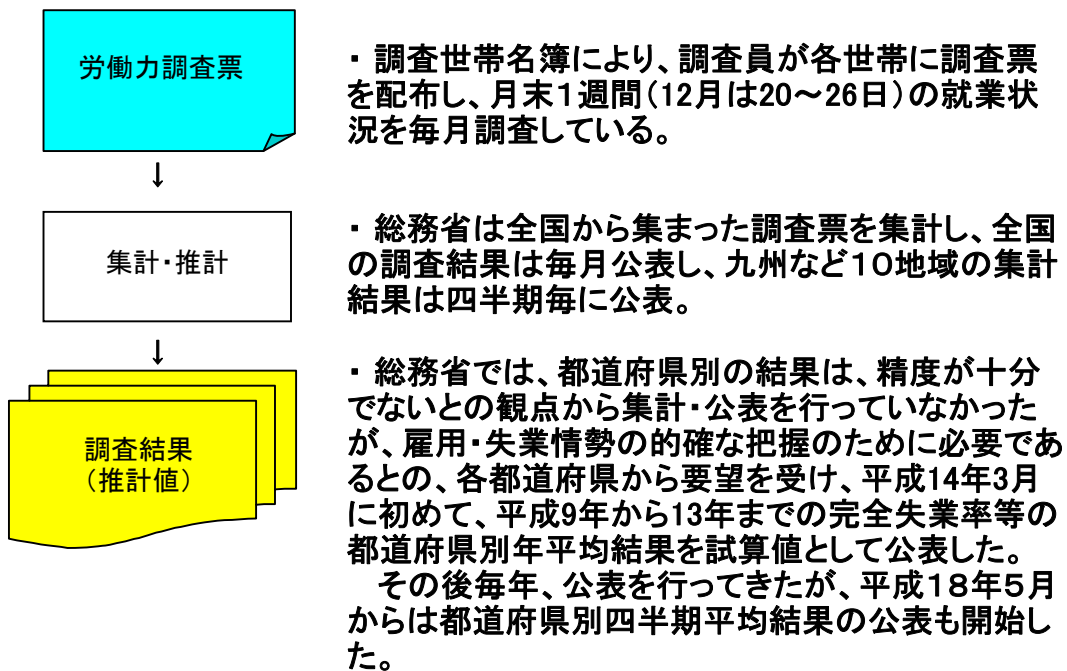 労働力調査票
・ 調査世帯名簿により、調査員が各世帯に調査票
を配布し、月末1週間(12月は20～26日)の就業状
況を毎月調査している。
↓
集計・推計
・ 総務省は全国から集まった調査票を集計し、全国
の調査結果は毎月公表し、九州など10地域の集計
結果は四半期毎に公表。
↓
調査結果
(推計値)
・ 総務省では、都道府県別の結果は、精度が十分
でないとの観点から集計・公表を行っていなかった
が、雇用・失業情勢の的確な把握のために必要であ
るとの、各都道府県から要望を受け、平成14年3月
に初めて、平成9年から13年までの完全失業率等の
都道府県別年平均結果を試算値として公表した。
その後毎年、公表を行ってきたが、平成18年5月
からは都道府県別四半期平均結果の公表も開始し
た。